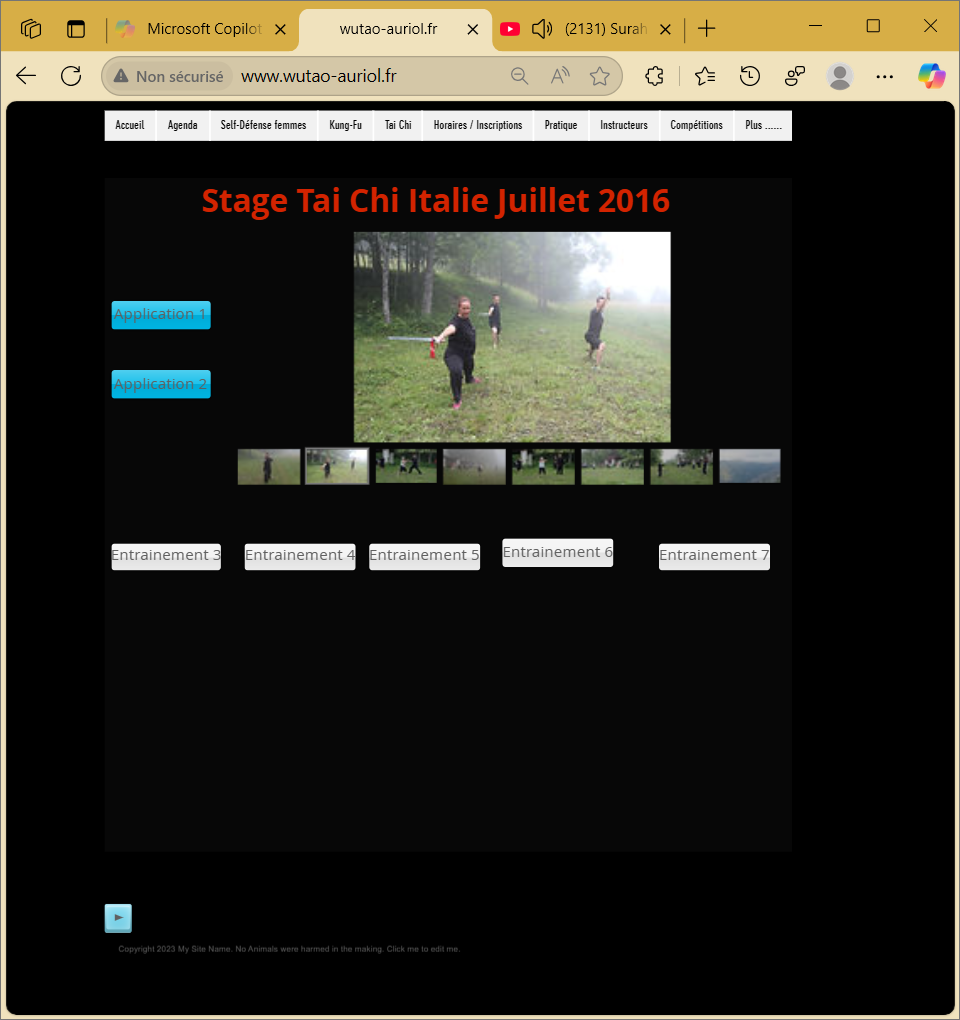 Microsoft Copilot
wutao-auriol.fr
(2131) Surah
Non sécurisé
www.wutao-auriol.fr
Accueil
Agenda
Self-Défense femmes
Kung-Fu
Tai Chi
Horaires / Inscriptions
Pratique
Instructeurs
Compétitions
Plus ......
Stage Tai Chi Italie Juillet 2016
Application 1
Application 2
Entrainement 3
Entrainement 4
Entrainement 5
Entrainement 6
Entrainement 7
Copyright 2023 My Site Name. No Animals were harmed in the making. Click me to edit me.